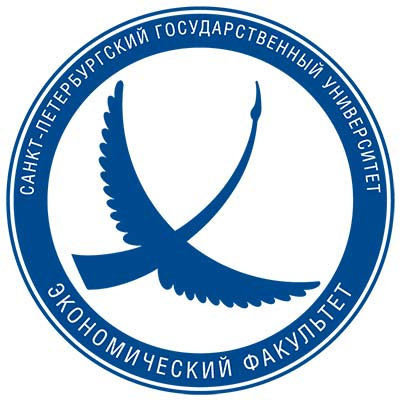 САНКТ-ПЕТЕРБУРГСКИЙ ГОСУДАРСТВЕННЫЙ УНИВЕРСИТЕТ
ЭКОНОМИЧЕСКИЙ ФАКУЛЬТЕТ